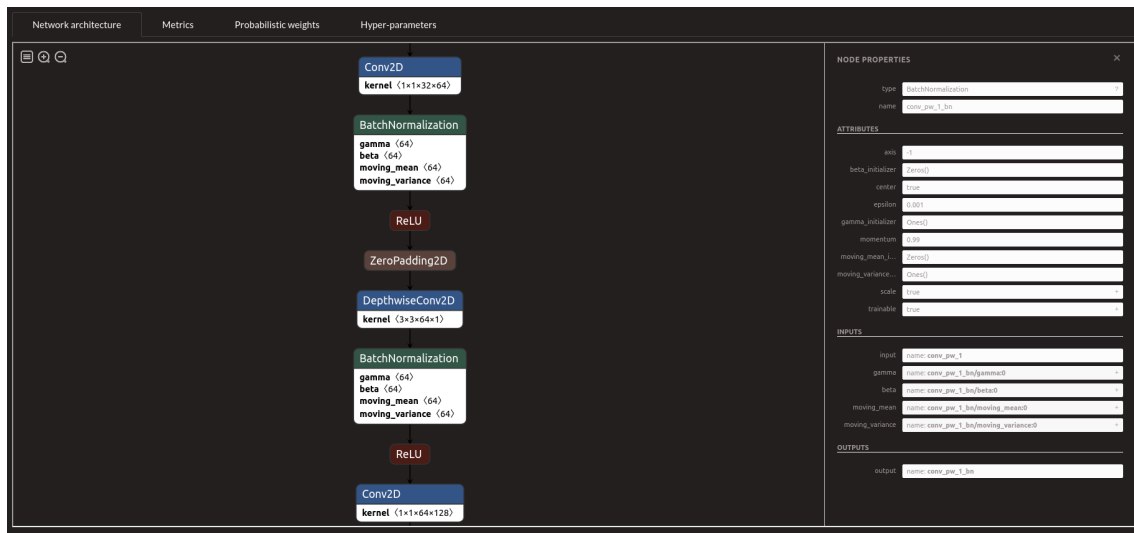 Network architecture Metrics Probabilistic weights Hyper-parameters
Conv2D
kernel 〈1×1×32×64〉
BatchNormalization
gamma 〈64〉
beta 〈64〉
moving_mean 〈64〉
moving_variance 〈64〉
ReLU
ZeroPadding2D
DepthwiseConv2D
kernel 〈3×3×64×1〉
BatchNormalization
gamma 〈64〉
beta 〈64〉
moving_mean 〈64〉
moving_variance 〈64〉
ReLU
Conv2D
kernel 〈1×1×64×128〉
NODE PROPERTIES ×
type BatchNormalization ?
name conv_pw_1_bn
ATTRIBUTES
axis -1
beta_initializer Zeros()
center true
epsilon 0.001
gamma_initializer Ones()
momentum 0.99
moving_mean_i... Zeros()
moving_variance... Ones()
scale true +
trainable true +
INPUTS
input name: conv_pw_1
gamma name: conv_pw_1_bn/gamma:0 +
beta name: conv_pw_1_bn/beta:0 +
moving_mean name: conv_pw_1_bn/moving_mean:0 +
moving_variance name: conv_pw_1_bn/moving_variance:0 +
OUTPUTS
output name: conv_pw_1_bn